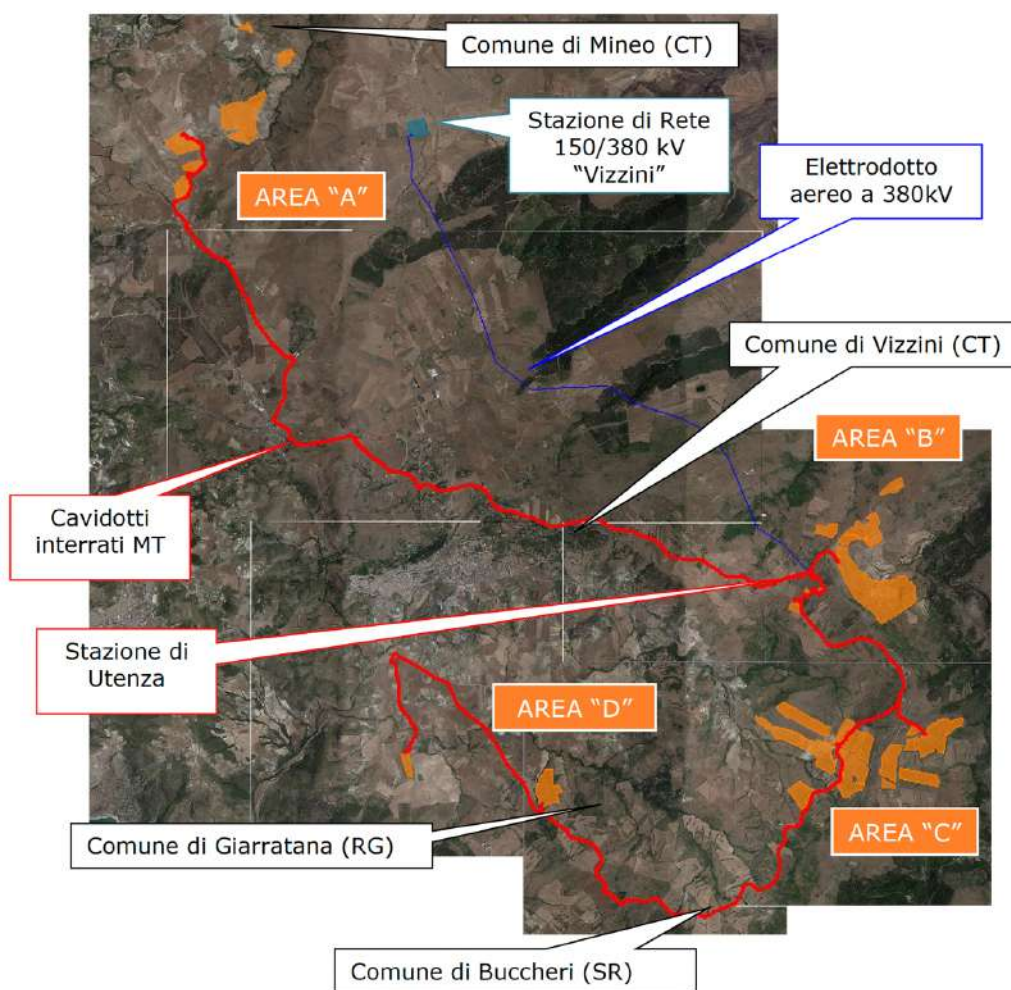 Comune di Mineo (CT)
Stazione di Rete
150/380 kV
"Vizzini"
Elettrodotto
aereo a 380kV
AREA "A"
Comune di Vizzini (CT)
AREA "B"
Cavidotti
interrati MT
Stazione di
Utenza
AREA "D"
Comune di Giarratana (RG)
AREA "C"
Comune di Buccheri (SR)